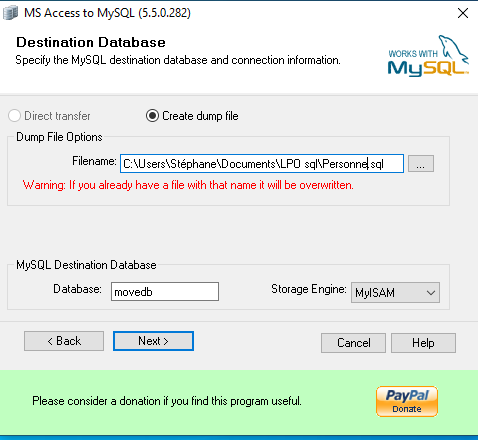 MS Access to MySQL (5.5.0.282)
Destination Database
Specify the MySQL destination database and connection information.
WORKS WITH
MySQL
Direct transfer
Create dump file
Dump File Options
Filename: C:\Users\Stéphane\Documents\LPO sql\Personne.sql ...
Warning: If you already have a file with that name it will be overwritten.
MySQL Destination Database
Database: movedb Storage Engine: MyISAM
< Back Next > Cancel Help
Please consider a donation if you find this program useful.
PayPal
Donate